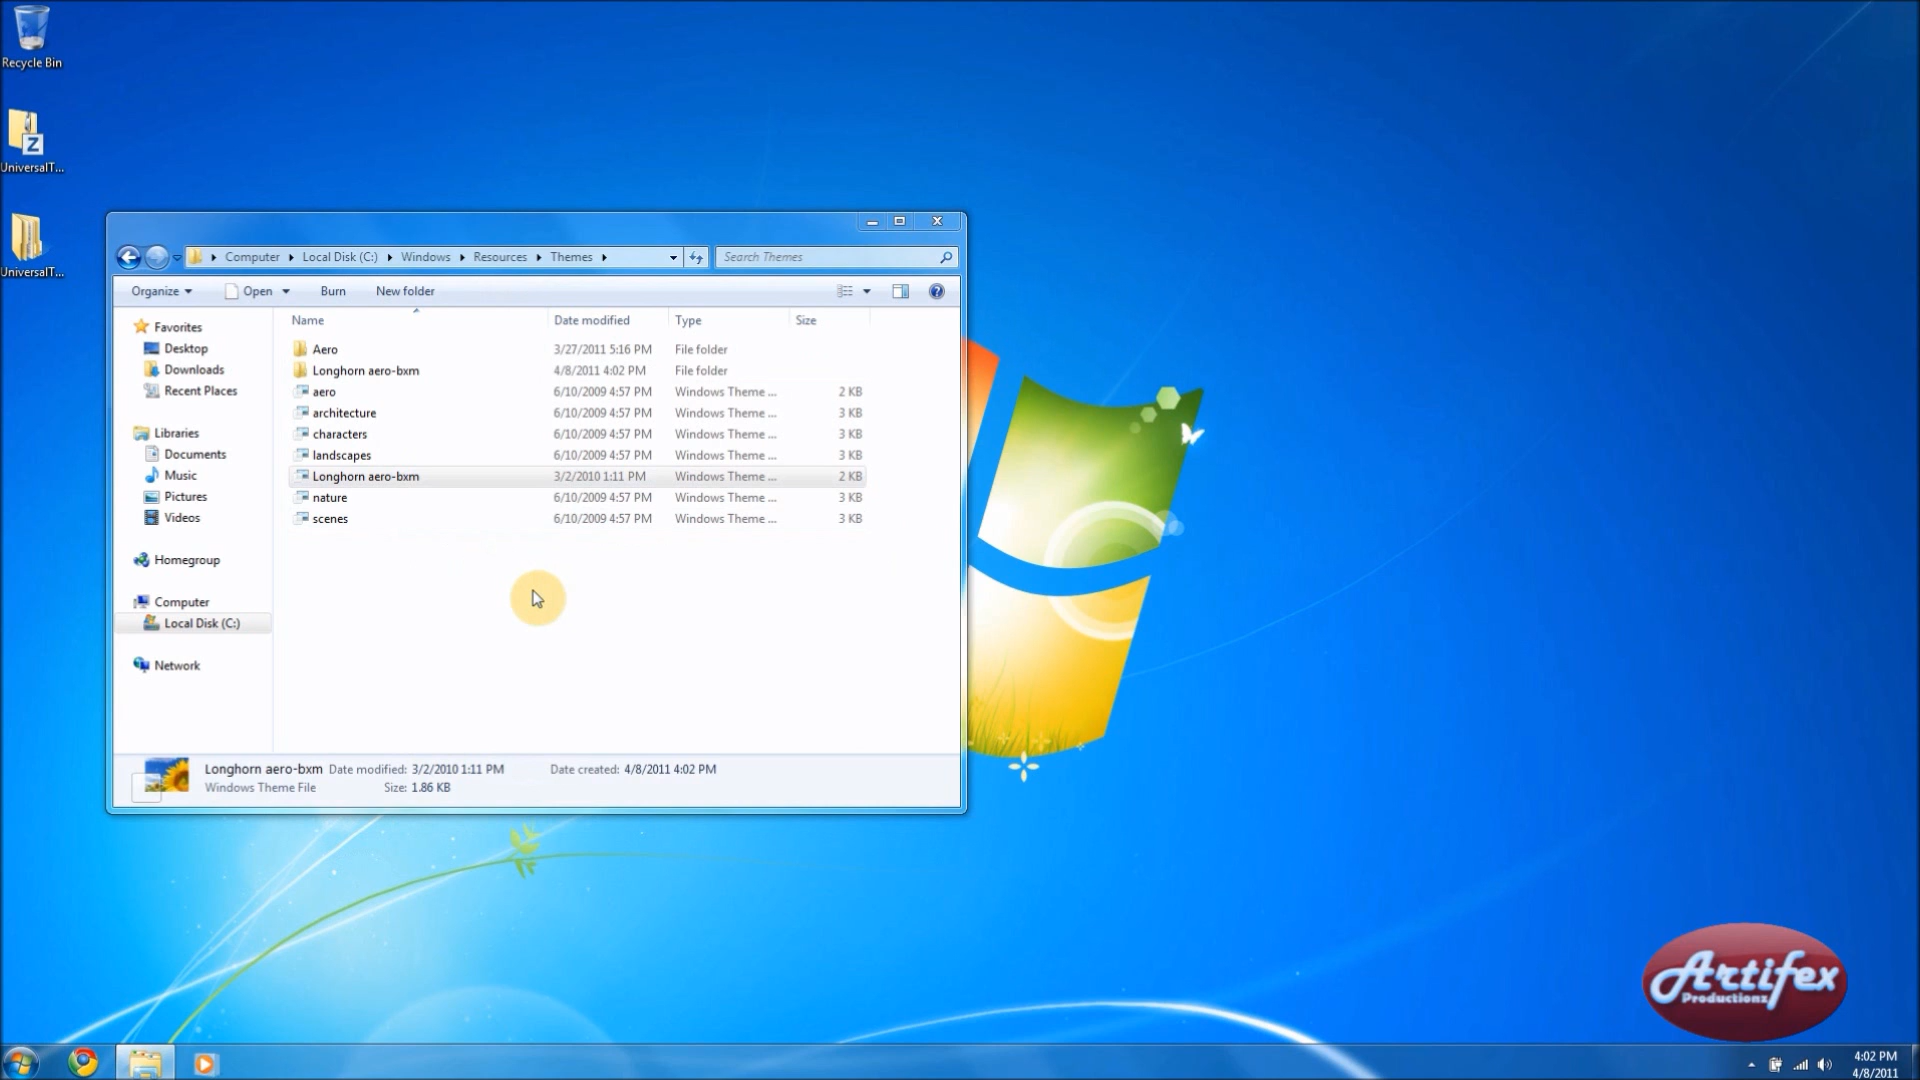 Recycle Bin
UniversalT...
UniversalT...
Computer Local Disk (C:) Windows Resources Themes
Search Themes
Organize Open Burn New folder
Name Date modified Type Size
Aero 3/27/2011 5:16 PM File folder
Longhorn aero-bxm 4/8/2011 4:02 PM File folder
aero 6/10/2009 4:57 PM Windows Theme ... 2 KB
architecture 6/10/2009 4:57 PM Windows Theme ... 3 KB
characters 6/10/2009 4:57 PM Windows Theme ... 3 KB
landscapes 6/10/2009 4:57 PM Windows Theme ... 3 KB
Longhorn aero-bxm 3/2/2010 1:11 PM Windows Theme ... 2 KB
nature 6/10/2009 4:57 PM Windows Theme ... 3 KB
scenes 6/10/2009 4:57 PM Windows Theme ... 3 KB
Favorites
Desktop
Downloads
Recent Places
Libraries
Documents
Music
Pictures
Videos
Homegroup
Computer
Local Disk (C:)
Network
Longhorn aero-bxm Date modified: 3/2/2010 1:11 PM Date created: 4/8/2011 4:02 PM
Windows Theme File Size: 1.86 KB
Artifex
Productionz
4:02 PM
4/8/2011